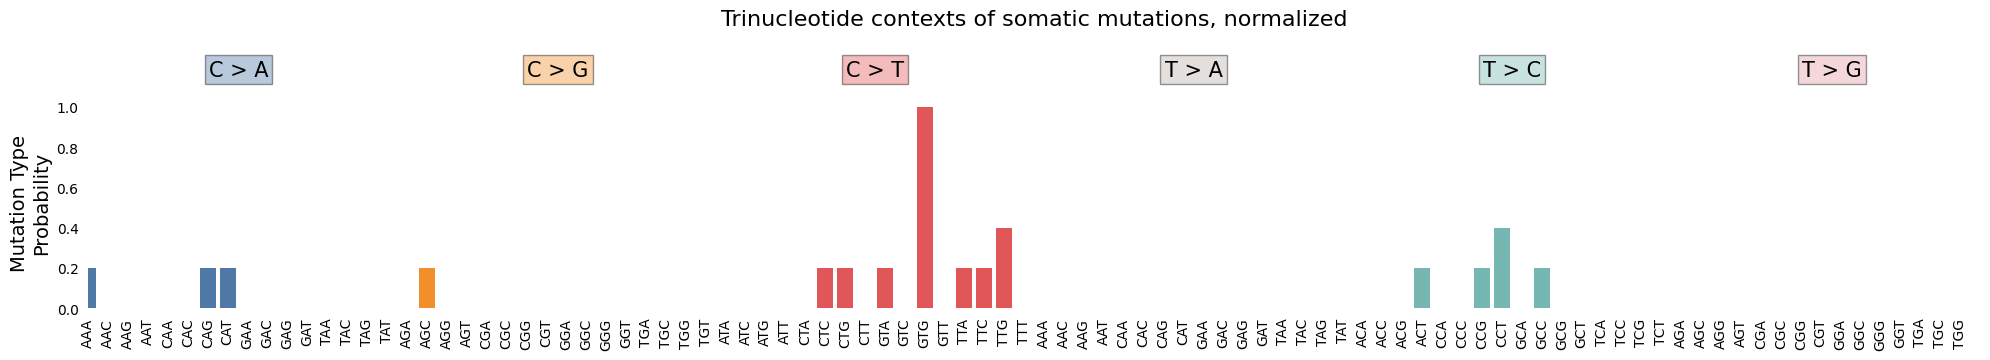 Trinucleotide contexts of somatic mutations, normalized
C > A C > G C > T T > A T > C T > G
Mutation Type
Probability
1.0
0.8
0.6
0.4
0.2
0.0
AAA AAC AAG AAT CAA CAC CAG CAT GAA GAC GAG GAT TAA TAC TAG TAT AGA AGC AGG AGT CGA CGC CGG CGT GGA GGC GGG GGT TGA TGC TGG TGT ATA ATC ATG ATT CTA CTC CTG CTT GTA GTC GTG GTT TTA TTC TTG TTT AAA AAC AAG AAT CAA CAC CAG CAT GAA GAC GAG GAT TAA TAC TAG TAT ACA ACC ACG ACT CCA CCC CCG CCT GCA GCC GCG GCT TCA TCC TCG TCT AGA AGC AGG AGT CGA CGC CGG CGT GGA GGC GGG GGT TGA TGC TGG